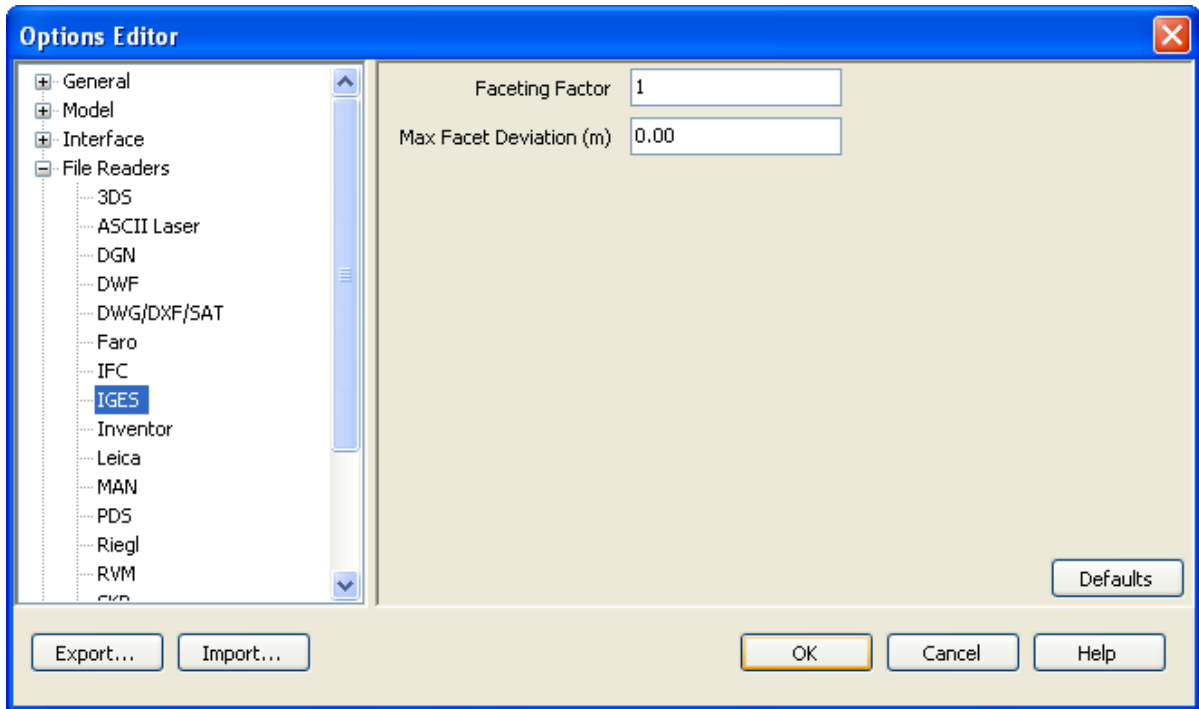 Options Editor
General
Model
Interface
File Readers
3DS
ASCII Laser
DGN
DWF
DWG/DXF/SAT
Faro
IFC
IGES
Inventor
Leica
MAN
PDS
Riegl
RVM
Faceting Factor 1
Max Facet Deviation (m) 0.00
Defaults
Export... Import... OK Cancel Help